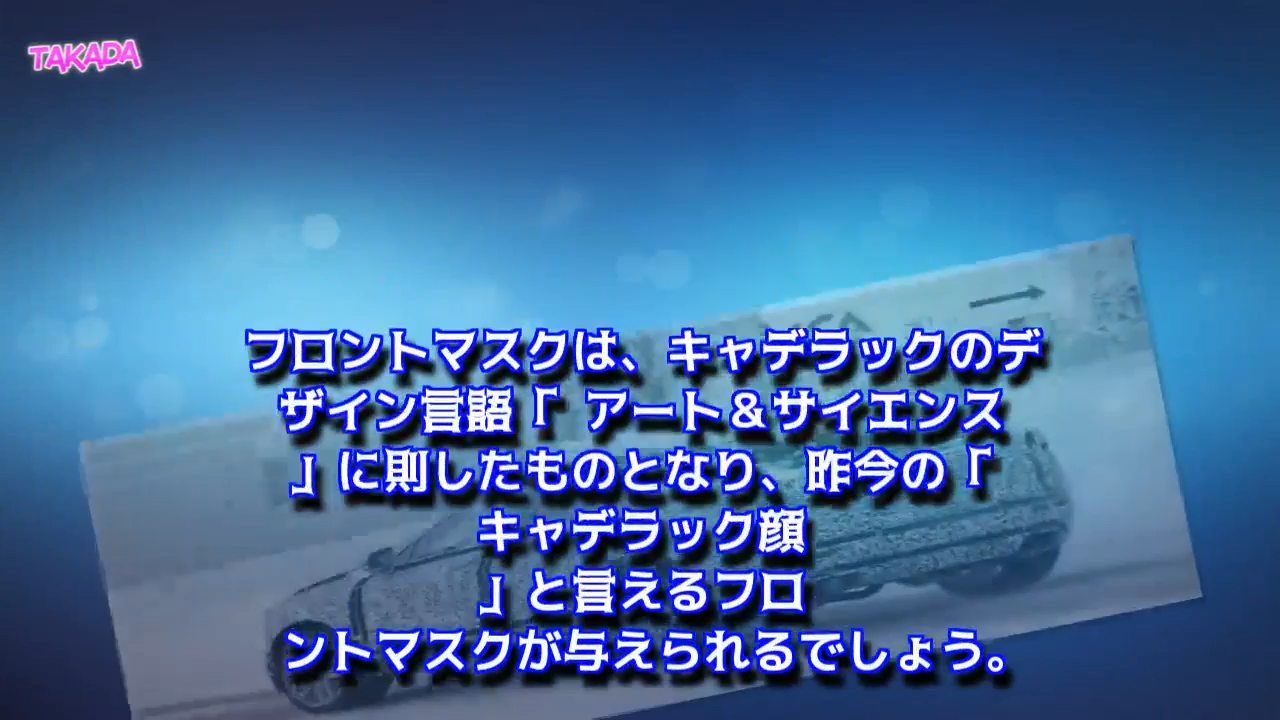 TAKADA
フロントマスクは、キャデラックのデ
ザイン言語『 アート＆サイエンス
』に則したものとなり、昨今の『
キャデラック顔
』と言えるフロ
ントマスクが与えられるでしょう。